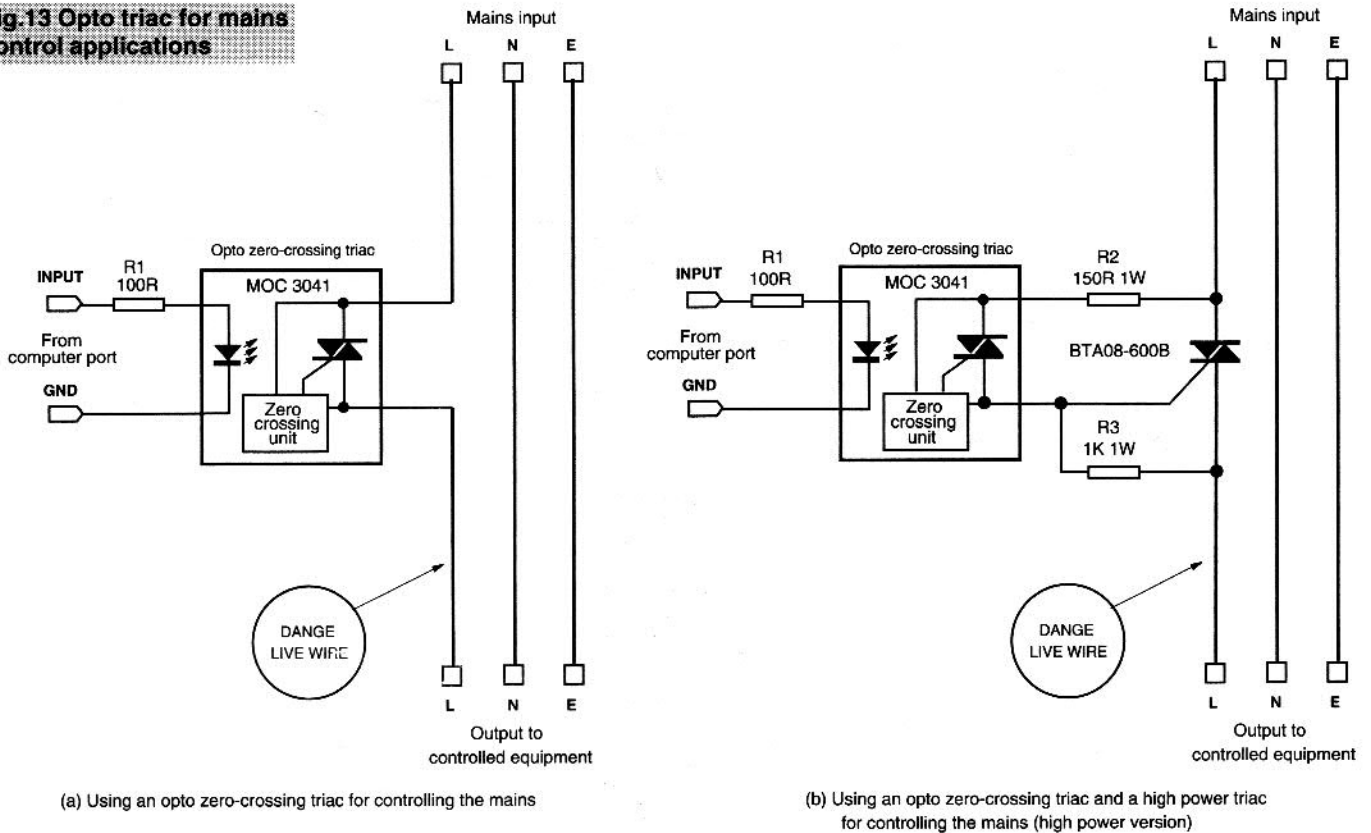 ig.13 Opto triac for mains
ontrol applications
Mains input
L N E
Opto zero-crossing triac
MOC 3041
INPUT
R1
100R
From
computer port
GND
Zero
crossing
unit
DANGE
LIVE WIRE
L N E
Output to
controlled equipment
(a) Using an opto zero-crossing triac for controlling the mains
Mains input
L N E
Opto zero-crossing triac
MOC 3041
INPUT
R1
100R
R2
150R 1W
From
computer port
BTA08-600B
GND
Zero
crossing
unit
R3
1K 1W
DANGE
LIVE WIRE
L N E
Output to
controlled equipment
(b) Using an opto zero-crossing triac and a high power triac
for controlling the mains (high power version)